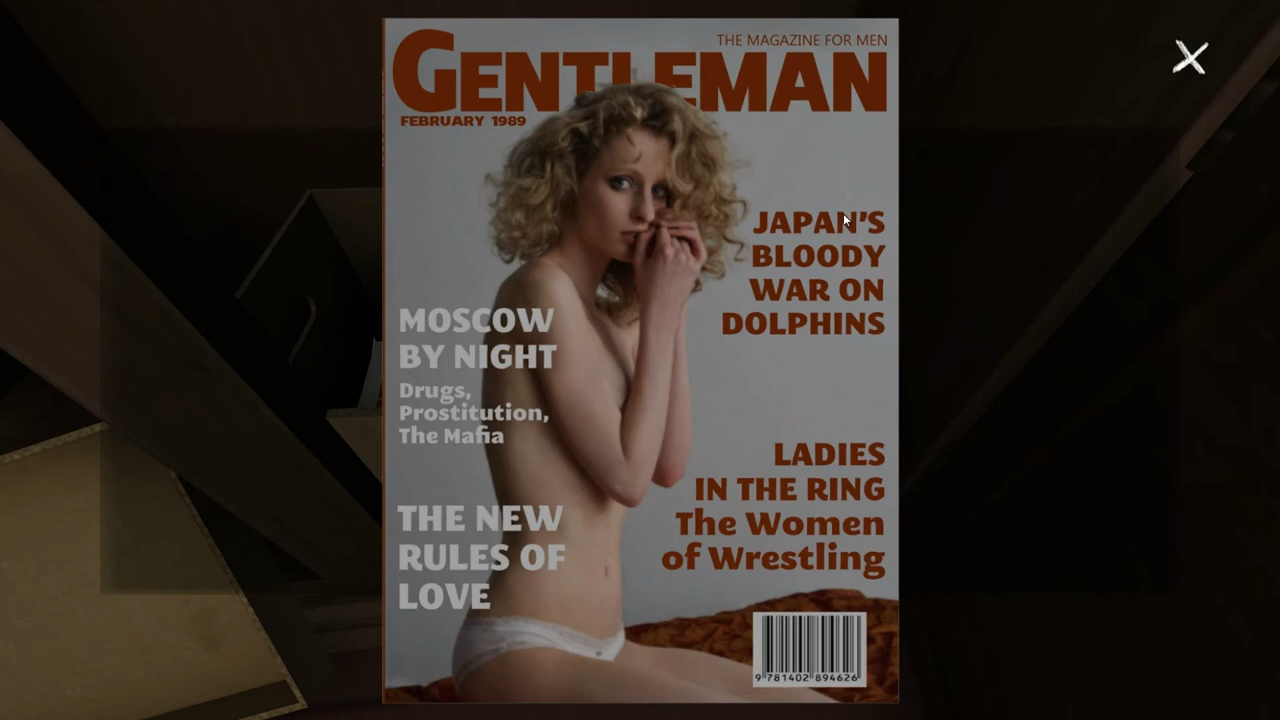 THE MAGAZINE FOR MEN
GENTLEMAN
FEBRUARY 1989
JAPAN'S
BLOODY
WAR ON
DOLPHINS
MOSCOW
BY NIGHT
Drugs,
Prostitution,
The Mafia
LADIES
IN THE RING
The Women
of Wrestling
THE NEW
RULES OF
LOVE
9 781402 894626